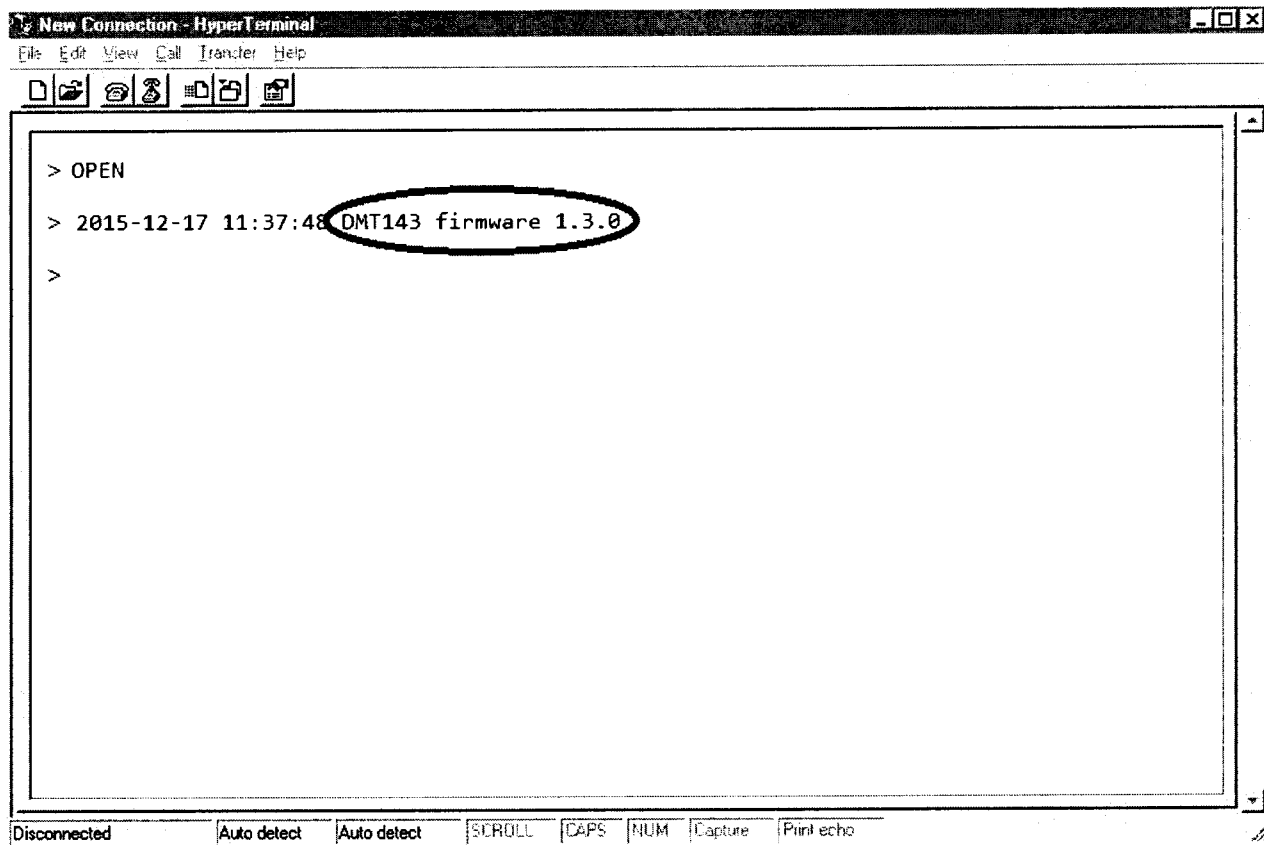 New Connection - HyperTerminal
File Edit View Call Transfer Help
> OPEN
> 2015-12-17 11:37:48 DMT143 firmware 1.3.0
>
Disconnected Auto detect Auto detect SCROLL CAPS NUM Capture Print echo